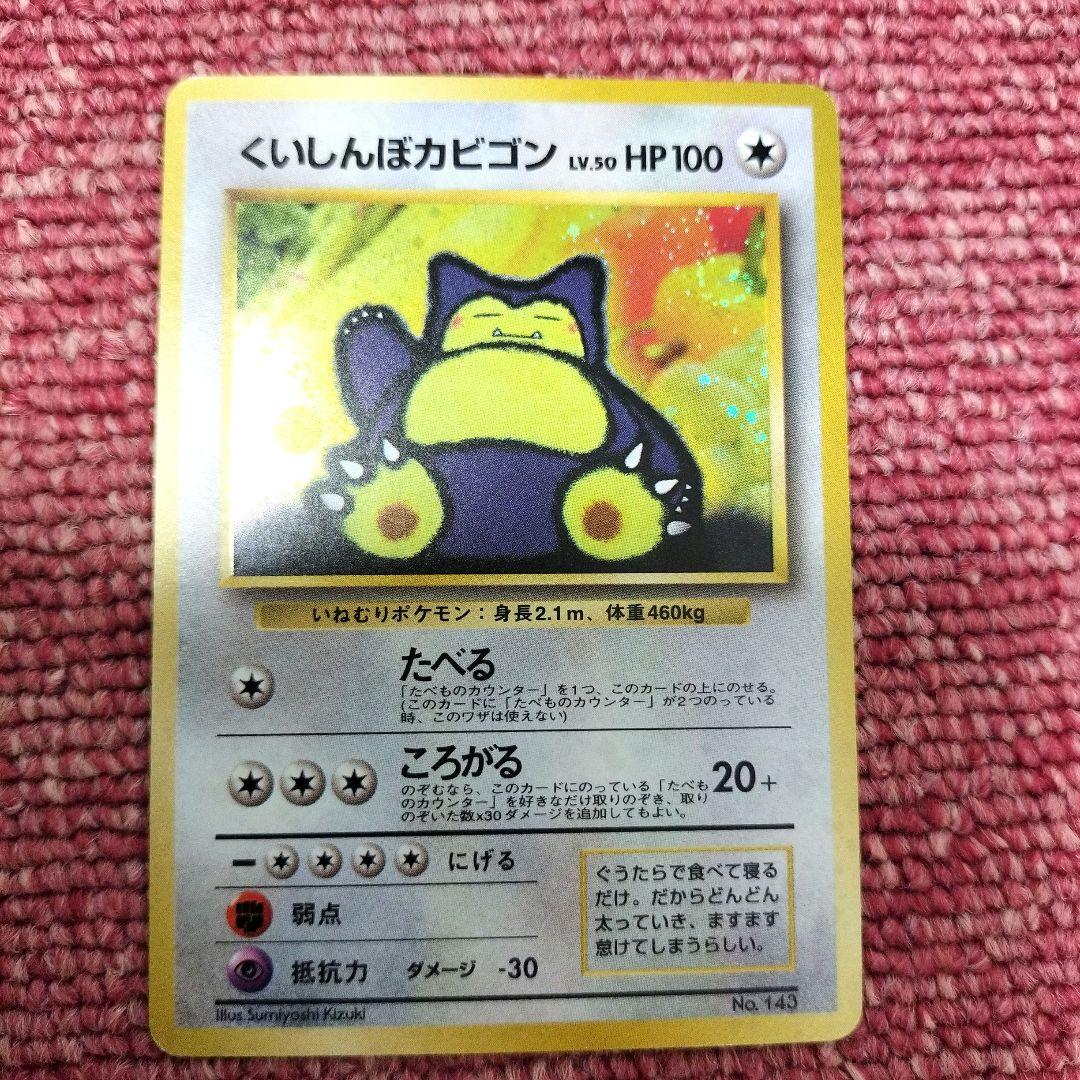 くいしんぼカビゴン LV.50 HP100
いねむりポケモン：身長2.1m、体重460kg
たべる
「たべものカウンター」を1つ、このカードの上にのせる。
(このカードに「たべものカウンター」が2つのっている
時、このワザは使えない)
ころがる
のぞむなら、このカードにのっている「たべも
のカウンター」を好きなだけ取りのぞき、取り
のぞいた数x30ダメージを追加してもよい。
20+
− にげる
弱点
抵抗力 ダメージ -30
ぐうたらで食べて寝る
だけ。だからどんどん
太っていき、ますます
怠けてしまうらしい。
Illus Sumiyoshi Kizuki
No. 143